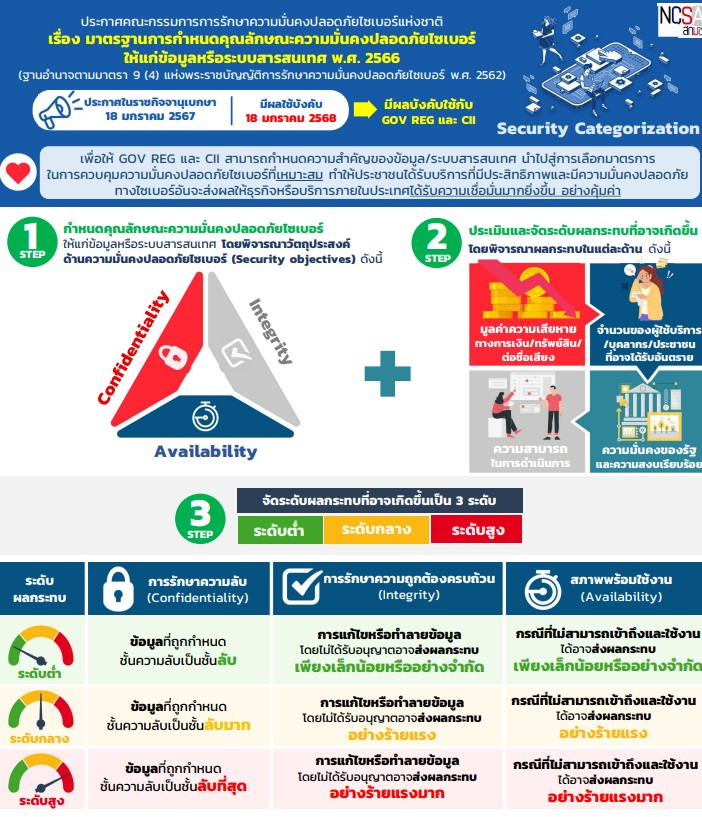 ประกาศคณะกรรมการการรักษาความมั่นคงปลอดภัยไซเบอร์แห่งชาติ
เรื่อง มาตรฐานการกำหนดคุณลักษณะความมั่นคงปลอดภัยไซเบอร์
ให้แก่ข้อมูลหรือระบบสารสนเทศ พ.ศ. 2566
(ฐานอำนาจตามมาตรา 9 (4) แห่งพระราชบัญญัติการรักษาความมั่นคงปลอดภัยไซเบอร์ พ.ศ. 2562)
NCSA
ประกาศในราชกิจจานุเบกษา
18 มกราคม 2567
มีผลใช้บังคับ
18 มกราคม 2568
มีผลบังคับใช้กับ
GOV REG และ CII
Security Categorization
เพื่อให้ GOV REG และ CII สามารถกำหนดความสำคัญของข้อมูล/ระบบสารสนเทศ นำไปสู่การเลือกมาตรการ
ในการควบคุมความมั่นคงปลอดภัยไซเบอร์ที่เหมาะสม ทำให้ประชาชนได้รับบริการที่มีประสิทธิภาพและมีความมั่นคงปลอดภัย
ทางไซเบอร์อันจะส่งผลให้ธุรกิจหรือบริการภายในประเทศได้รับความเชื่อมั่นมากยิ่งขึ้น อย่างคุ้มค่า
1
STEP
กำหนดคุณลักษณะความมั่นคงปลอดภัยไซเบอร์
ให้แก่ข้อมูลหรือระบบสารสนเทศ โดยพิจารณาวัตถุประสงค์
ด้านความมั่นคงปลอดภัยไซเบอร์ (Security objectives) ดังนี้
Confidentiality
Integrity
Availability
2
STEP
ประเมินและจัดระดับผลกระทบที่อาจเกิดขึ้น
โดยพิจารณาผลกระทบในแต่ละด้าน ดังนี้
มูลค่าความเสียหาย
ทางการเงิน/ทรัพย์สิน/
ต่อชื่อเสียง
จำนวนของผู้ใช้บริการ
/บุคลากร/ประชาชน
ที่อาจได้รับอันตราย
ความสามารถ
ในการดำเนินการ
ความมั่นคงของรัฐ
และความสงบเรียบร้อย
3
STEP
จัดระดับผลกระทบที่อาจเกิดขึ้นเป็น 3 ระดับ
ระดับต่ำ
ระดับกลาง
ระดับสูง
ระดับ
ผลกระทบ
การรักษาความลับ
(Confidentiality)
การรักษาความถูกต้องครบถ้วน
(Integrity)
สภาพพร้อมใช้งาน
(Availability)
ระดับต่ำ
ข้อมูลที่ถูกกำหนด
ชั้นความลับเป็นชั้นลับ
การแก้ไขหรือทำลายข้อมูล
โดยไม่ได้รับอนุญาตอาจส่งผลกระทบ
เพียงเล็กน้อยหรืออย่างจำกัด
กรณีที่ไม่สามารถเข้าถึงและใช้งาน
ได้อาจส่งผลกระทบ
เพียงเล็กน้อยหรืออย่างจำกัด
ระดับกลาง
ข้อมูลที่ถูกกำหนด
ชั้นความลับเป็นชั้นลับมาก
การแก้ไขหรือทำลายข้อมูล
โดยไม่ได้รับอนุญาตอาจส่งผลกระทบ
อย่างร้ายแรง
กรณีที่ไม่สามารถเข้าถึงและใช้งาน
ได้อาจส่งผลกระทบ
อย่างร้ายแรง
ระดับสูง
ข้อมูลที่ถูกกำหนด
ชั้นความลับเป็นชั้นลับที่สุด
การแก้ไขหรือทำลายข้อมูล
โดยไม่ได้รับอนุญาตอาจส่งผลกระทบ
อย่างร้ายแรงมาก
กรณีที่ไม่สามารถเข้าถึงและใช้งาน
ได้อาจส่งผลกระทบ
อย่างร้ายแรงมาก